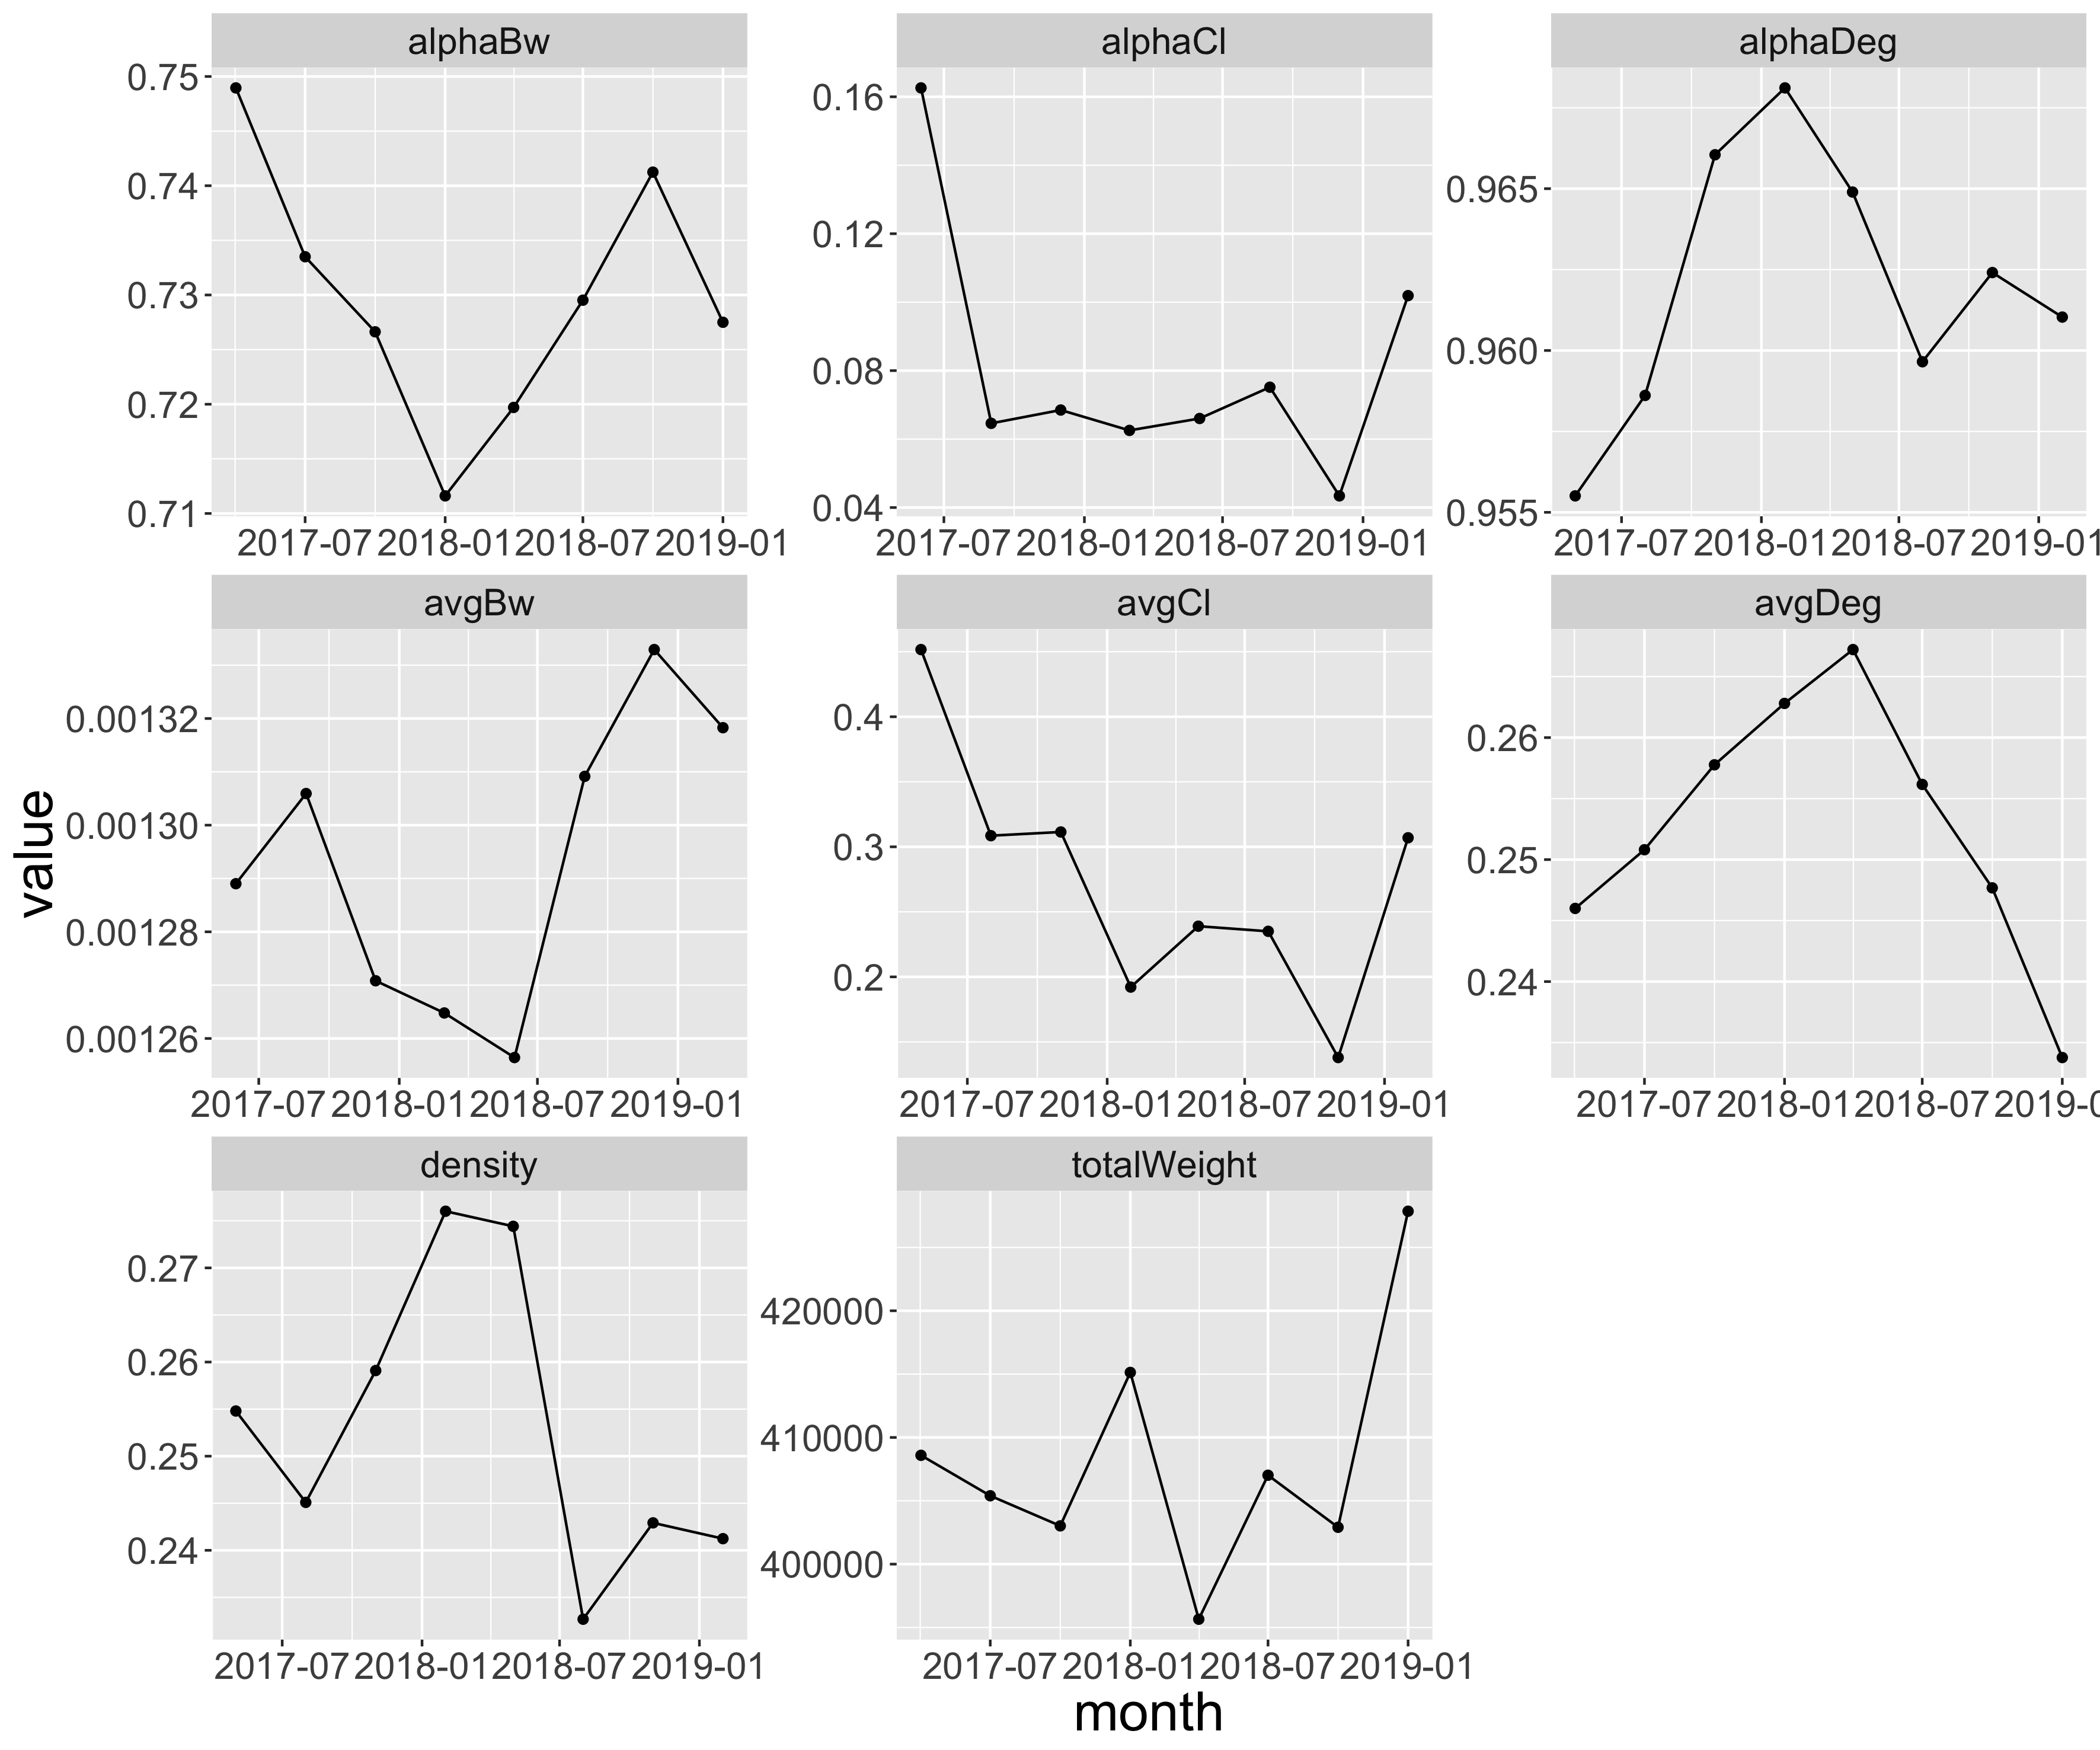 alphaBw alphaCl alphaDeg
0.75
0.74
0.73
0.72
0.71
0.16
0.12
0.08
0.04
0.965
0.960
0.955
2017-07 2018-01 2018-07 2019-01
2017-07 2018-01 2018-07 2019-01
2017-07 2018-01 2018-07 2019-01
avgBw avgCl avgDeg
value
0.00132
0.00130
0.00128
0.00126
0.4
0.3
0.2
0.26
0.25
0.24
2017-07 2018-01 2018-07 2019-01
2017-07 2018-01 2018-07 2019-01
2017-07 2018-01 2018-07 2019-0
density totalWeight
0.27
0.26
0.25
0.24
420000
410000
400000
2017-07 2018-01 2018-07 2019-01
2017-07 2018-01 2018-07 2019-01
month